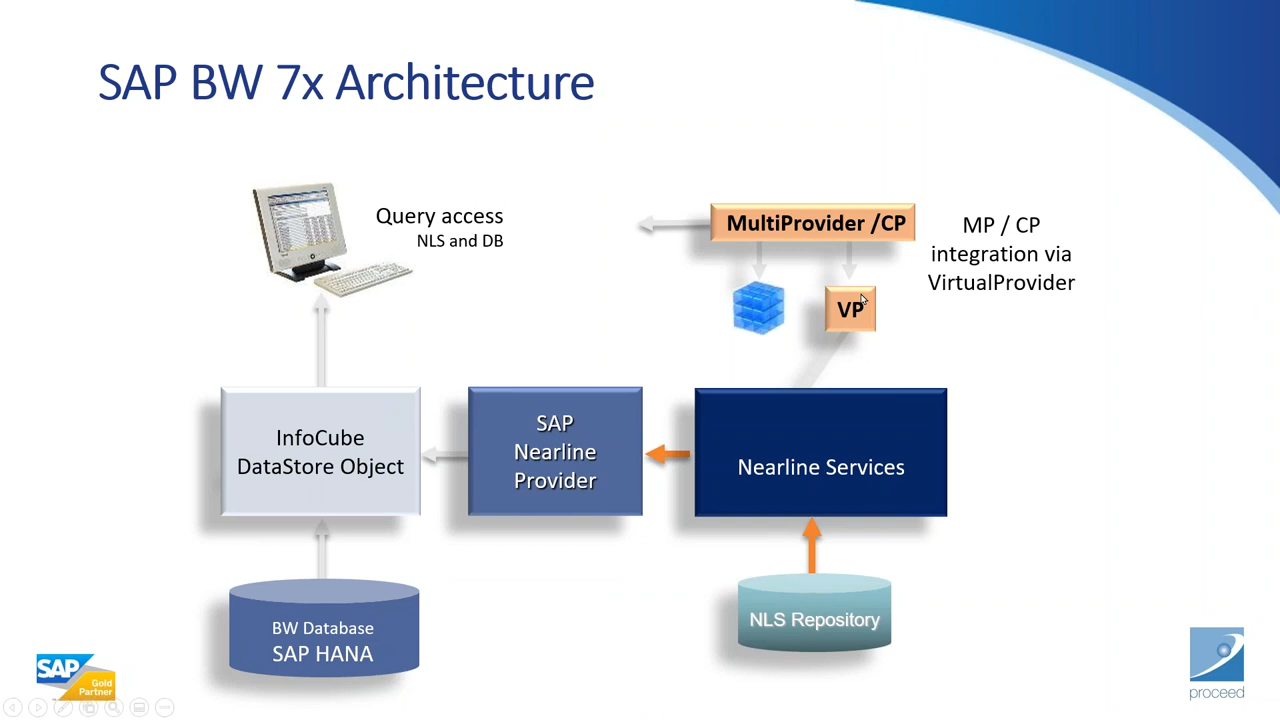 SAP BW 7x Architecture
Query access
NLS and DB
MultiProvider /CP
MP / CP
integration via
VirtualProvider
VP
InfoCube
DataStore Object
SAP
Nearline
Provider
Nearline Services
BW Database
SAP HANA
NLS Repository
SAP
Gold
Partner
proceed